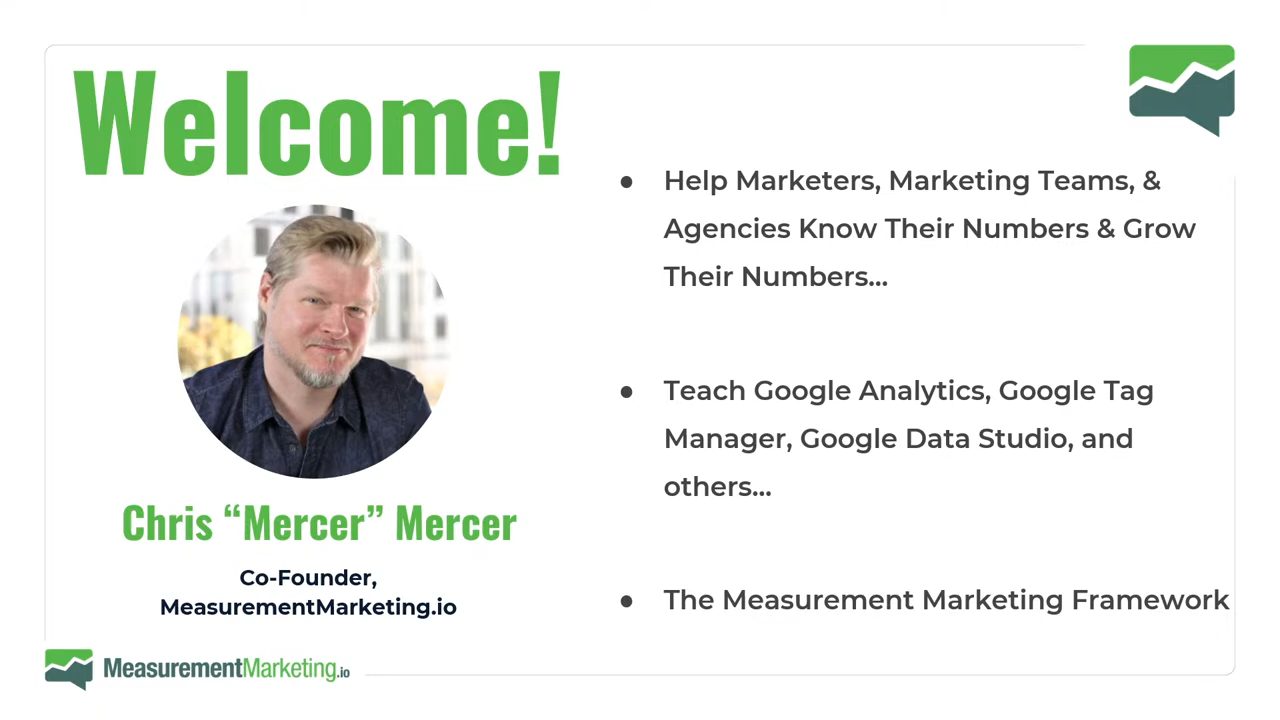 Welcome!
Chris “Mercer” Mercer
Co-Founder,
MeasurementMarketing.io
● Help Marketers, Marketing Teams, &
Agencies Know Their Numbers & Grow
Their Numbers...
● Teach Google Analytics, Google Tag
Manager, Google Data Studio, and
others...
● The Measurement Marketing Framework
MeasurementMarketing.io